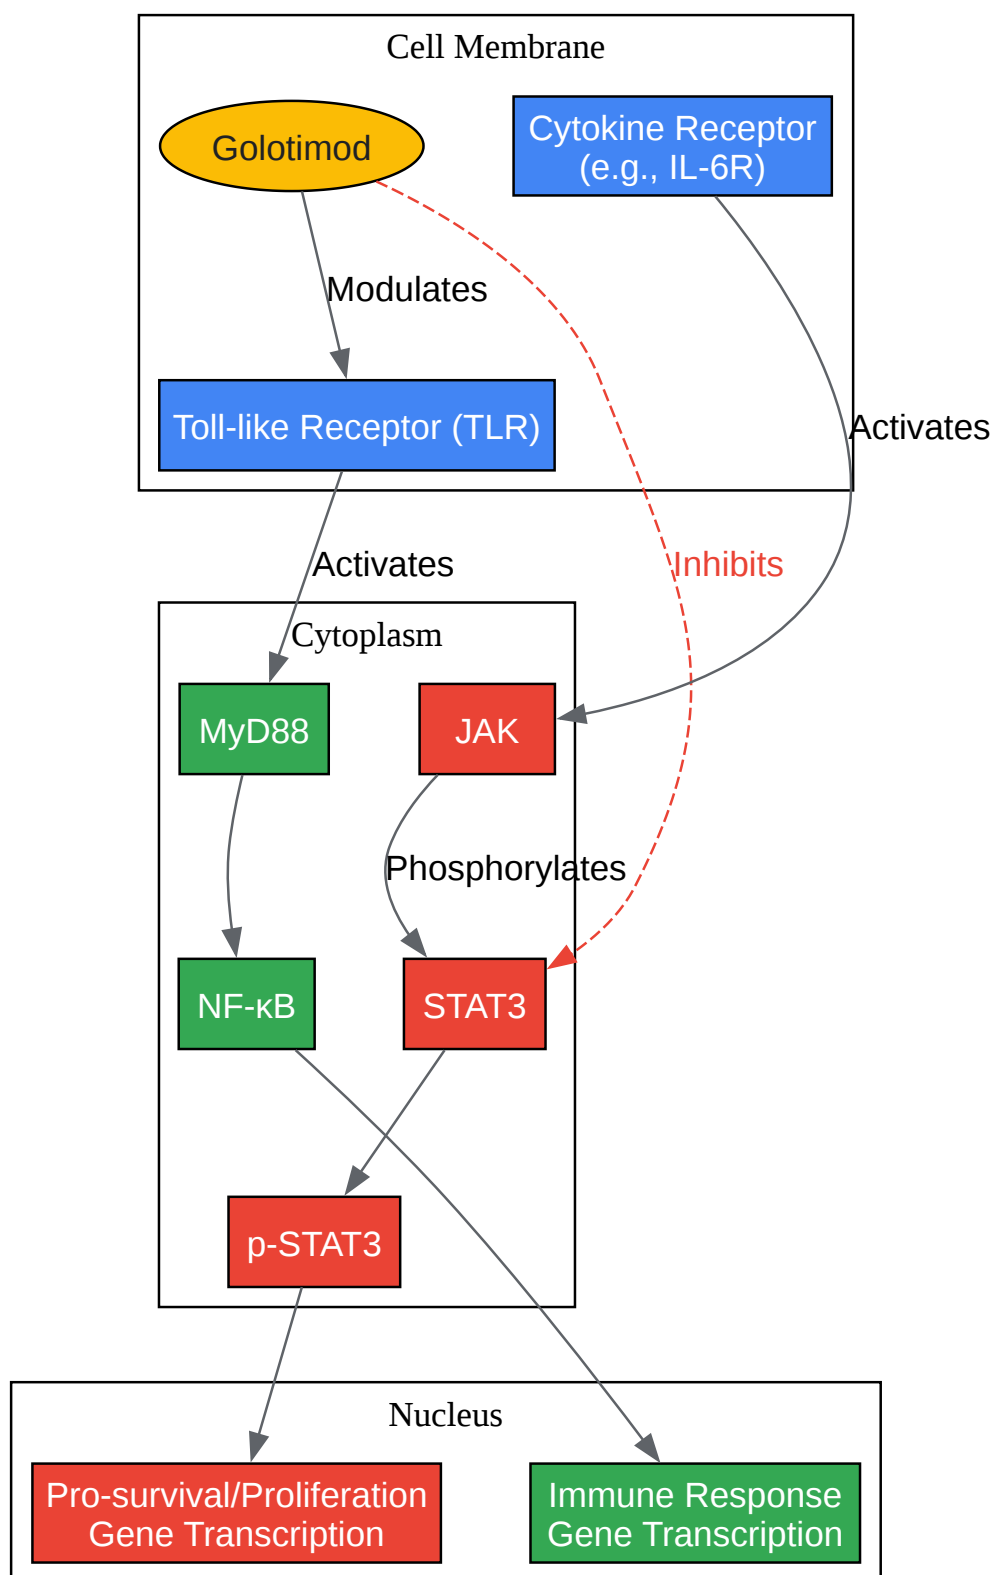 Cell Membrane
Golotimod
Cytokine Receptor
(e.g., IL-6R)
Modulates
Toll-like Receptor (TLR)
Activates
Activates
Inhibits
Cytoplasm
MyD88
JAK
Phosphorylates
NF-κB
STAT3
p-STAT3
Nucleus
Pro-survival/Proliferation
Gene Transcription
Immune Response
Gene Transcription